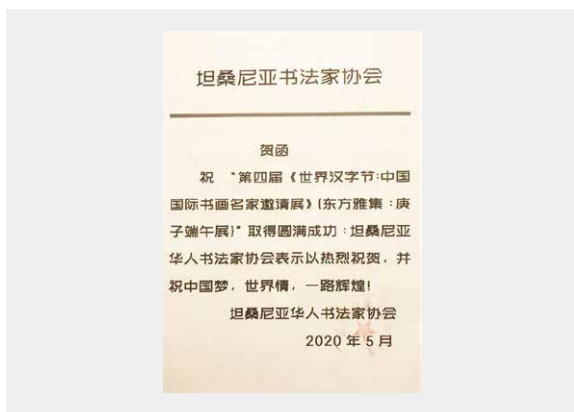 坦桑尼亚书法家协会
贺函
祝 “第四届《世界汉字节:中国
国际书画名家邀请展》(东方雅集:庚
子端午展)”取得圆满成功:坦桑尼亚
华人书法家协会表示以热烈祝贺，并
祝中国梦，世界情，一路辉煌!
坦桑尼亚华人书法家协会
2020 年 5 月